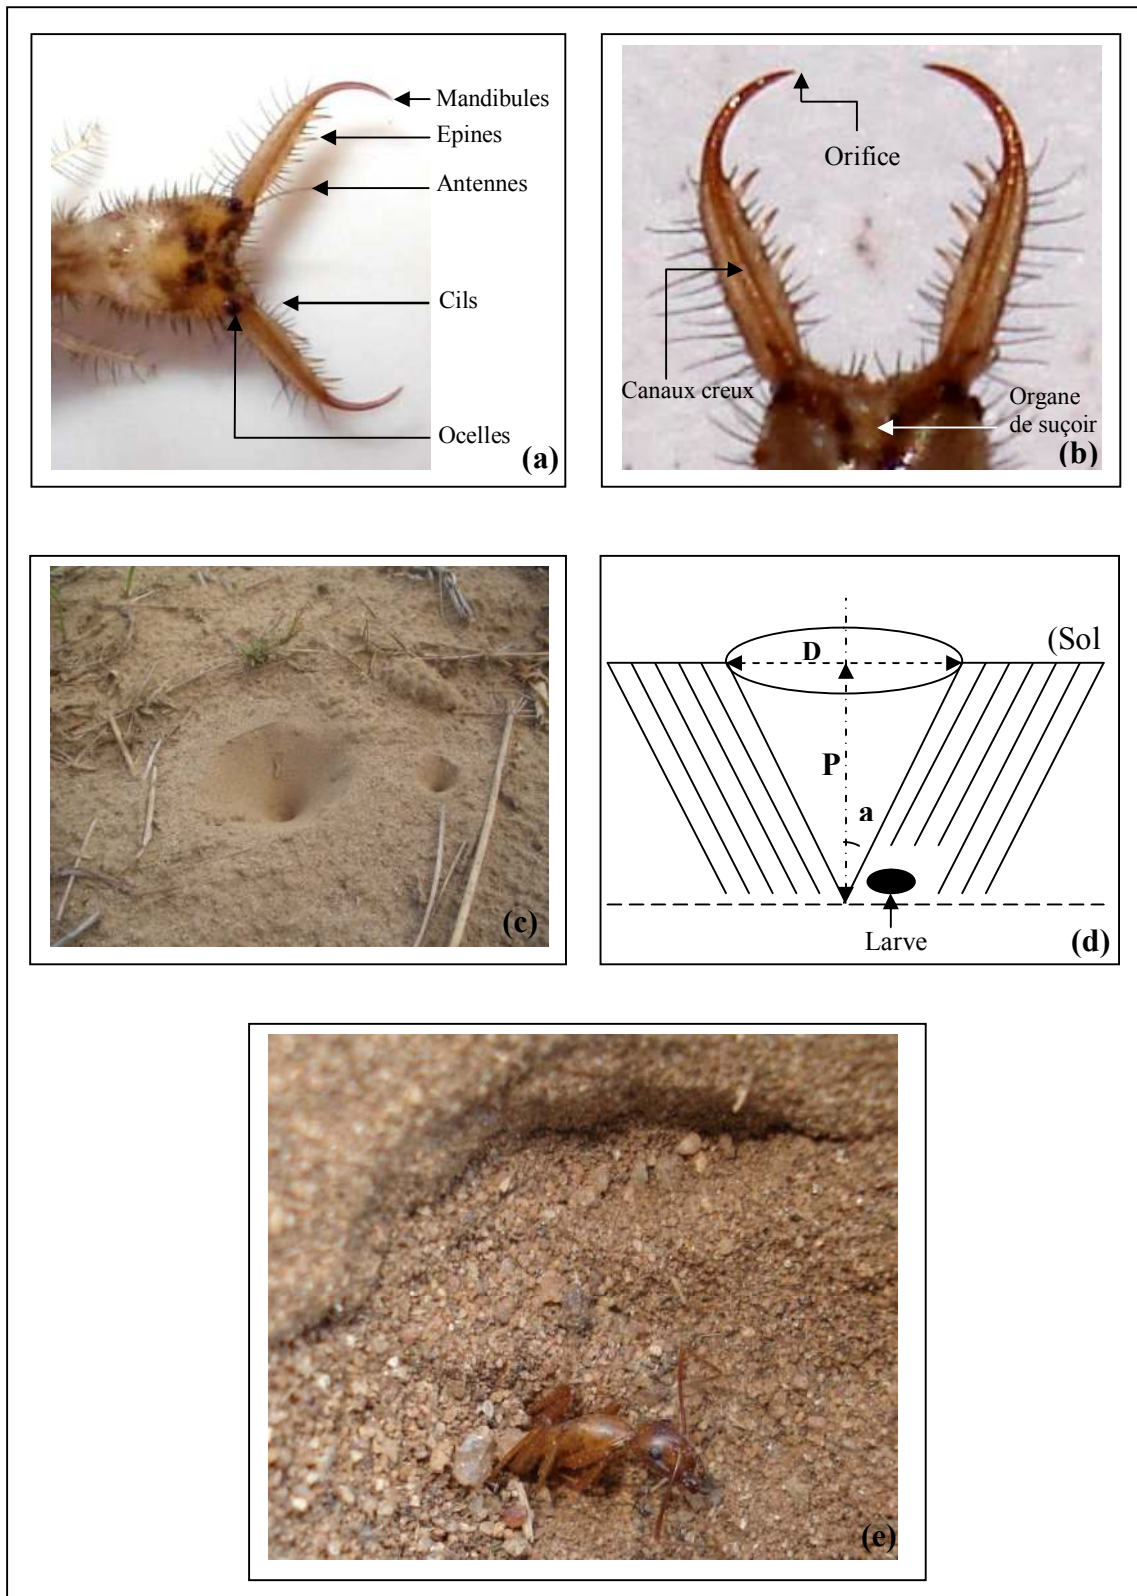 Mandibules
Epines
Antennes
Cils
Ocelles
(a)
Orifice
Canaux creux
Organe
de suçoir
(b)
(c)
(Sol
D
P
a
Larve
(d)
(e)